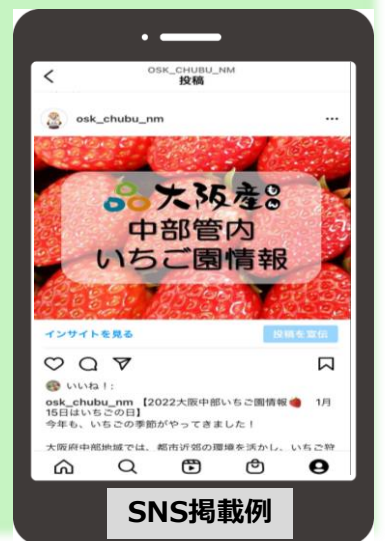 OSK_CHUBU_NM
投稿
osk_chubu_nm
大阪産もん
中部管内
いちご園情報
インサイトを見る
投稿を宣伝
いいね!:
osk_chubu_nm 【2022大阪中部いちご園情報🍓 1月
15日はいちごの日】
今年も、いちごの季節がやってきました!
大阪府中部地域では、都市近郊の環境を活かし、いちご狩
SNS掲載例